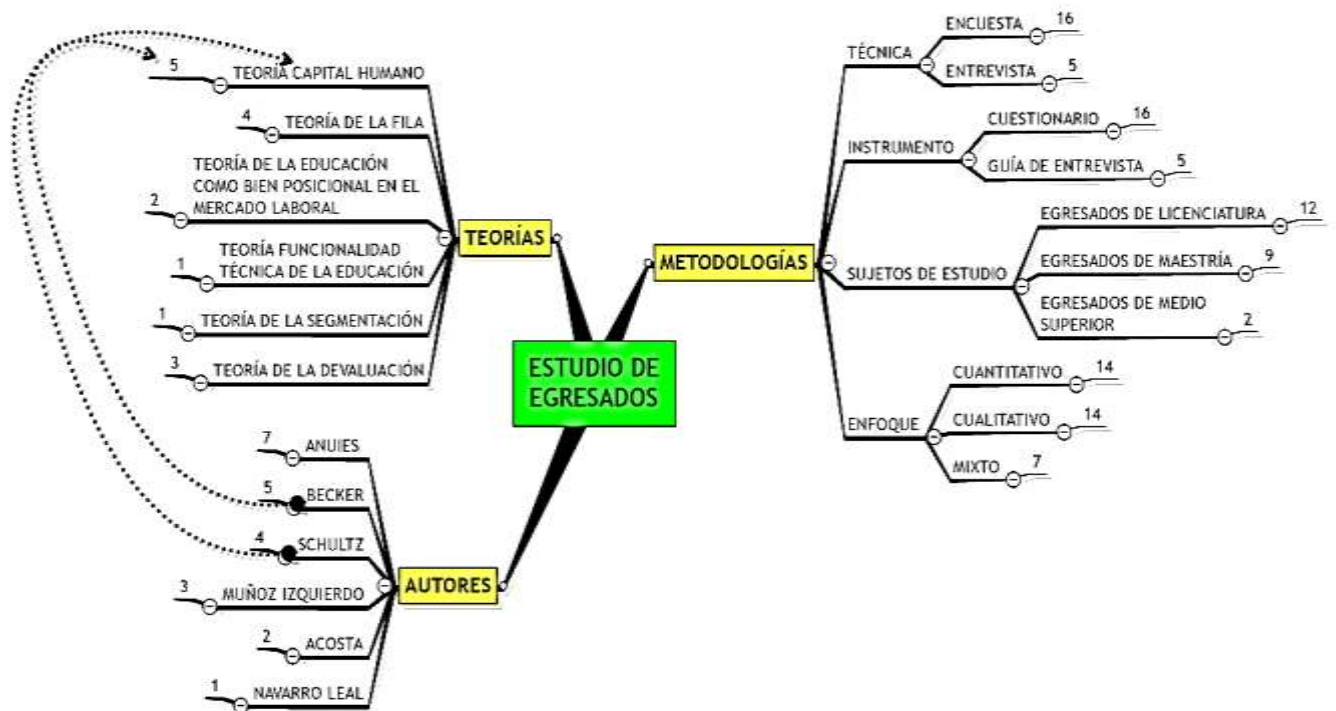 5
TEORÍA CAPITAL HUMANO
4
TEORÍA DE LA FILA
TEORÍA DE LA EDUCACIÓN
COMO BIEN POSICIONAL EN EL
MERCADO LABORAL
2
TEORÍA FUNCIONALIDAD
TÉCNICA DE LA EDUCACIÓN
1
1
TEORÍA DE LA SEGMENTACIÓN
3
TEORÍA DE LA DEVALUACIÓN
TEORÍAS
ESTUDIO DE
EGRESADOS
7
ANUIES
5
BECKER
4
SCHULTZ
3
MUÑOZ IZQUIERDO
2
ACOSTA
1
NAVARRO LEAL
AUTORES
METODOLOGÍAS
TÉCNICA
ENCUESTA
16
ENTREVISTA
5
INSTRUMENTO
CUESTIONARIO
16
GUÍA DE ENTREVISTA
5
SUJETOS DE ESTUDIO
EGRESADOS DE LICENCIATURA
12
EGRESADOS DE MAESTRÍA
9
EGRESADOS DE MEDIO
SUPERIOR
2
ENFOQUE
CUANTITATIVO
14
CUALITATIVO
14
MIXTO
7